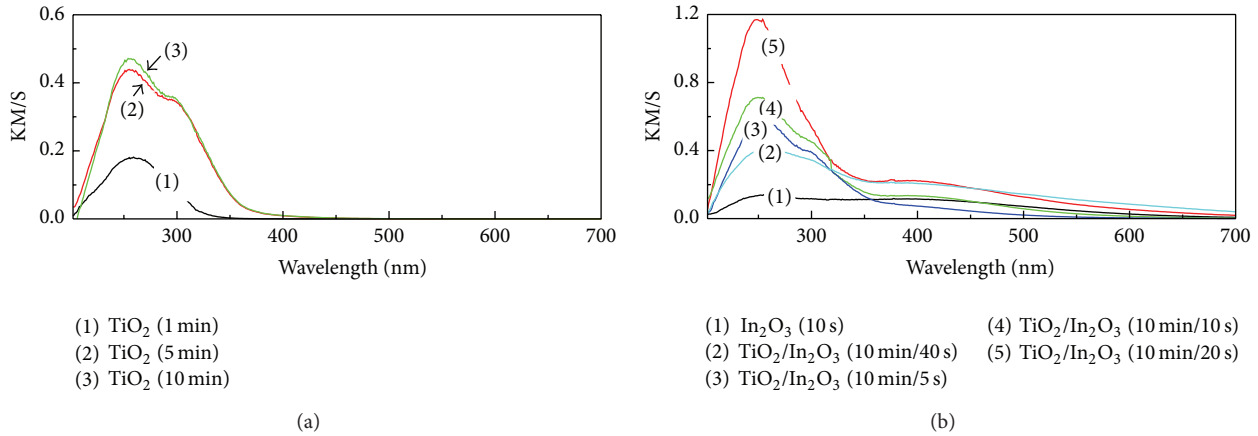 0.6
0.4
0.2
0.0
KM/S
(3)
(2)
(1)
300
400
500
600
700
Wavelength (nm)
(1) TiO₂ (1 min)
(2) TiO₂ (5 min)
(3) TiO₂ (10 min)
(a)
1.2
0.8
0.4
0.0
KM/S
(5)
(4)
(3)
(2)
(1)
300
400
500
600
700
Wavelength (nm)
(1) In₂O₃ (10 s)
(2) TiO₂/In₂O₃ (10 min/40 s)
(3) TiO₂/In₂O₃ (10 min/5 s)
(4) TiO₂/In₂O₃ (10 min/10 s)
(5) TiO₂/In₂O₃ (10 min/20 s)
(b)